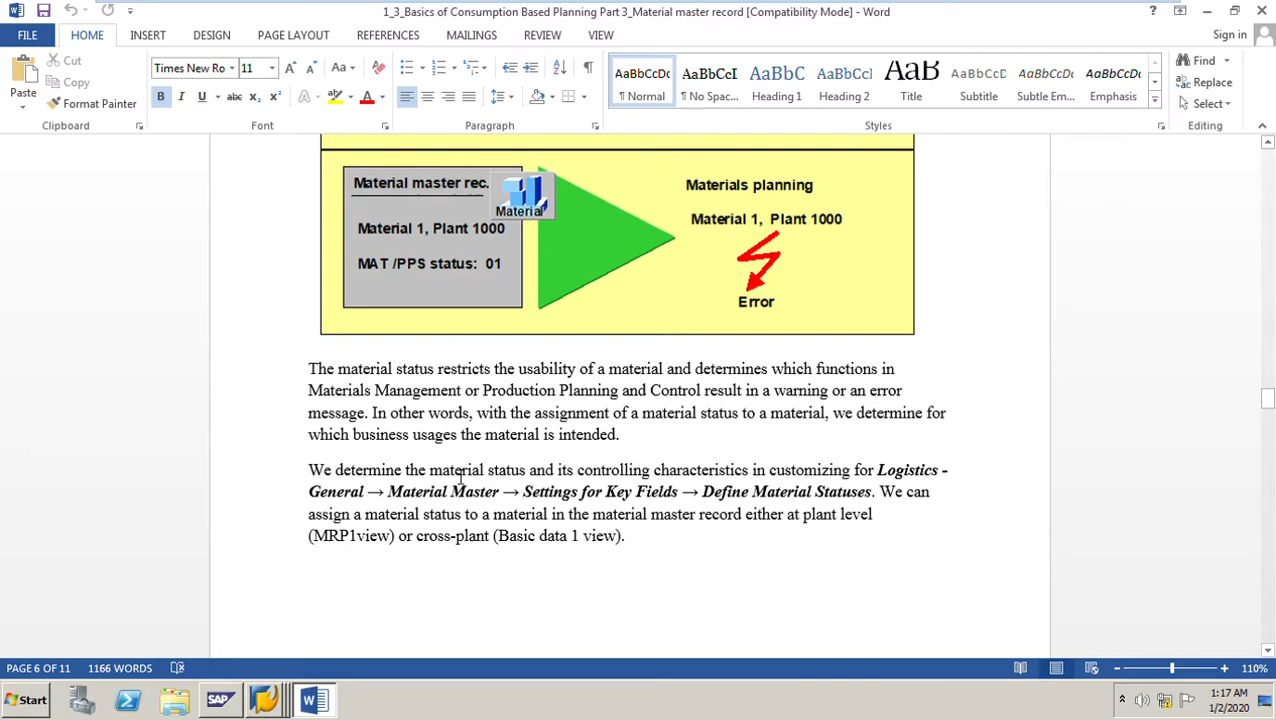 1_3_Basics of Consumption Based Planning Part 3_Material master record [Compatibility Mode] - Word
FILE HOME INSERT DESIGN PAGE LAYOUT REFERENCES MAILINGS REVIEW VIEW Sign in
Paste
Cut
Copy
Format Painter
Times New Ro 11
Aa
B I U abc x₂ x² A A
AaBbCcDc AaBbCcI AaBbC AaBbCc AaB AaBbCcD AaBbCcDc AaBbCcDc
¶ Normal ¶ No Spac... Heading 1 Heading 2 Title Subtitle Subtle Em... Emphasis
Find
Replace
Select
Clipboard Font Paragraph Styles Editing
Material master rec.
Material
Material 1, Plant 1000
MAT /PPS status: 01
Materials planning
Material 1, Plant 1000
Error
The material status restricts the usability of a material and determines which functions in
Materials Management or Production Planning and Control result in a warning or an error
message. In other words, with the assignment of a material status to a material, we determine for
which business usages the material is intended.
We determine the material status and its controlling characteristics in customizing for Logistics -
General → Material Master → Settings for Key Fields → Define Material Statuses. We can
assign a material status to a material in the material master record either at plant level
(MRP1view) or cross-plant (Basic data 1 view).
PAGE 6 OF 11 1166 WORDS 110%
Start SAP 1:17 AM
1/2/2020